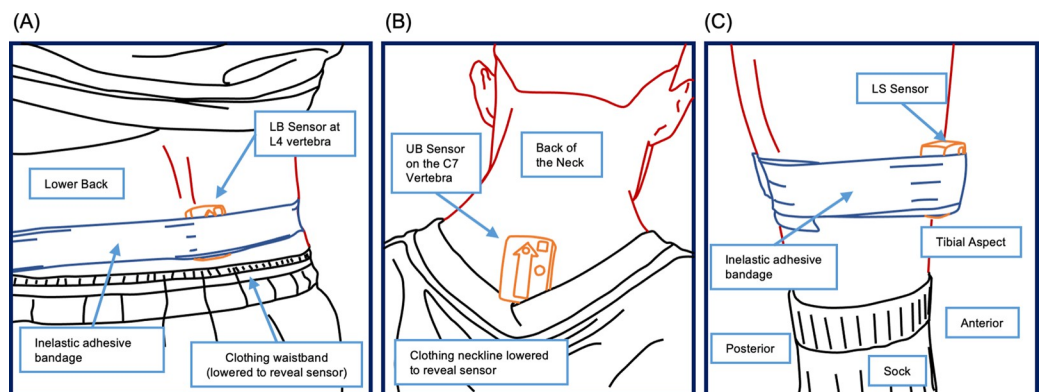 (A)
LB Sensor at
L4 vertebra
Lower Back
Inelastic adhesive
bandage
Clothing waistband
(lowered to reveal sensor)
(B)
UB Sensor
on the C7
Vertebra
Back of
the Neck
Clothing neckline lowered
to reveal sensor
(C)
LS Sensor
Inelastic adhesive
bandage
Tibial Aspect
Anterior
Posterior
Sock